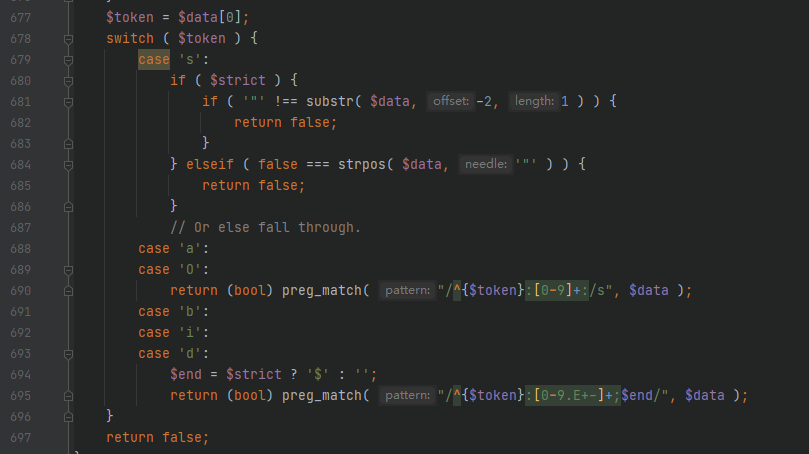 677 $token = $data[0];
678 switch ( $token ) {
679 case 's':
680 if ( $strict ) {
681 if ( '"' !== substr( $data, offset: -2, length: 1 ) ) {
682 return false;
683 }
684 } elseif ( false === strpos( $data, needle: '"' ) ) {
685 return false;
686 }
687 // Or else fall through.
688 case 'a':
689 case 'O':
690 return (bool) preg_match( pattern: "/^{$token}:[0-9]+:/s", $data );
691 case 'b':
692 case 'i':
693 case 'd':
694 $end = $strict ? '$' : '';
695 return (bool) preg_match( pattern: "/^{$token}:[0-9.E+-]+;$end/", $data );
696 }
697 return false;